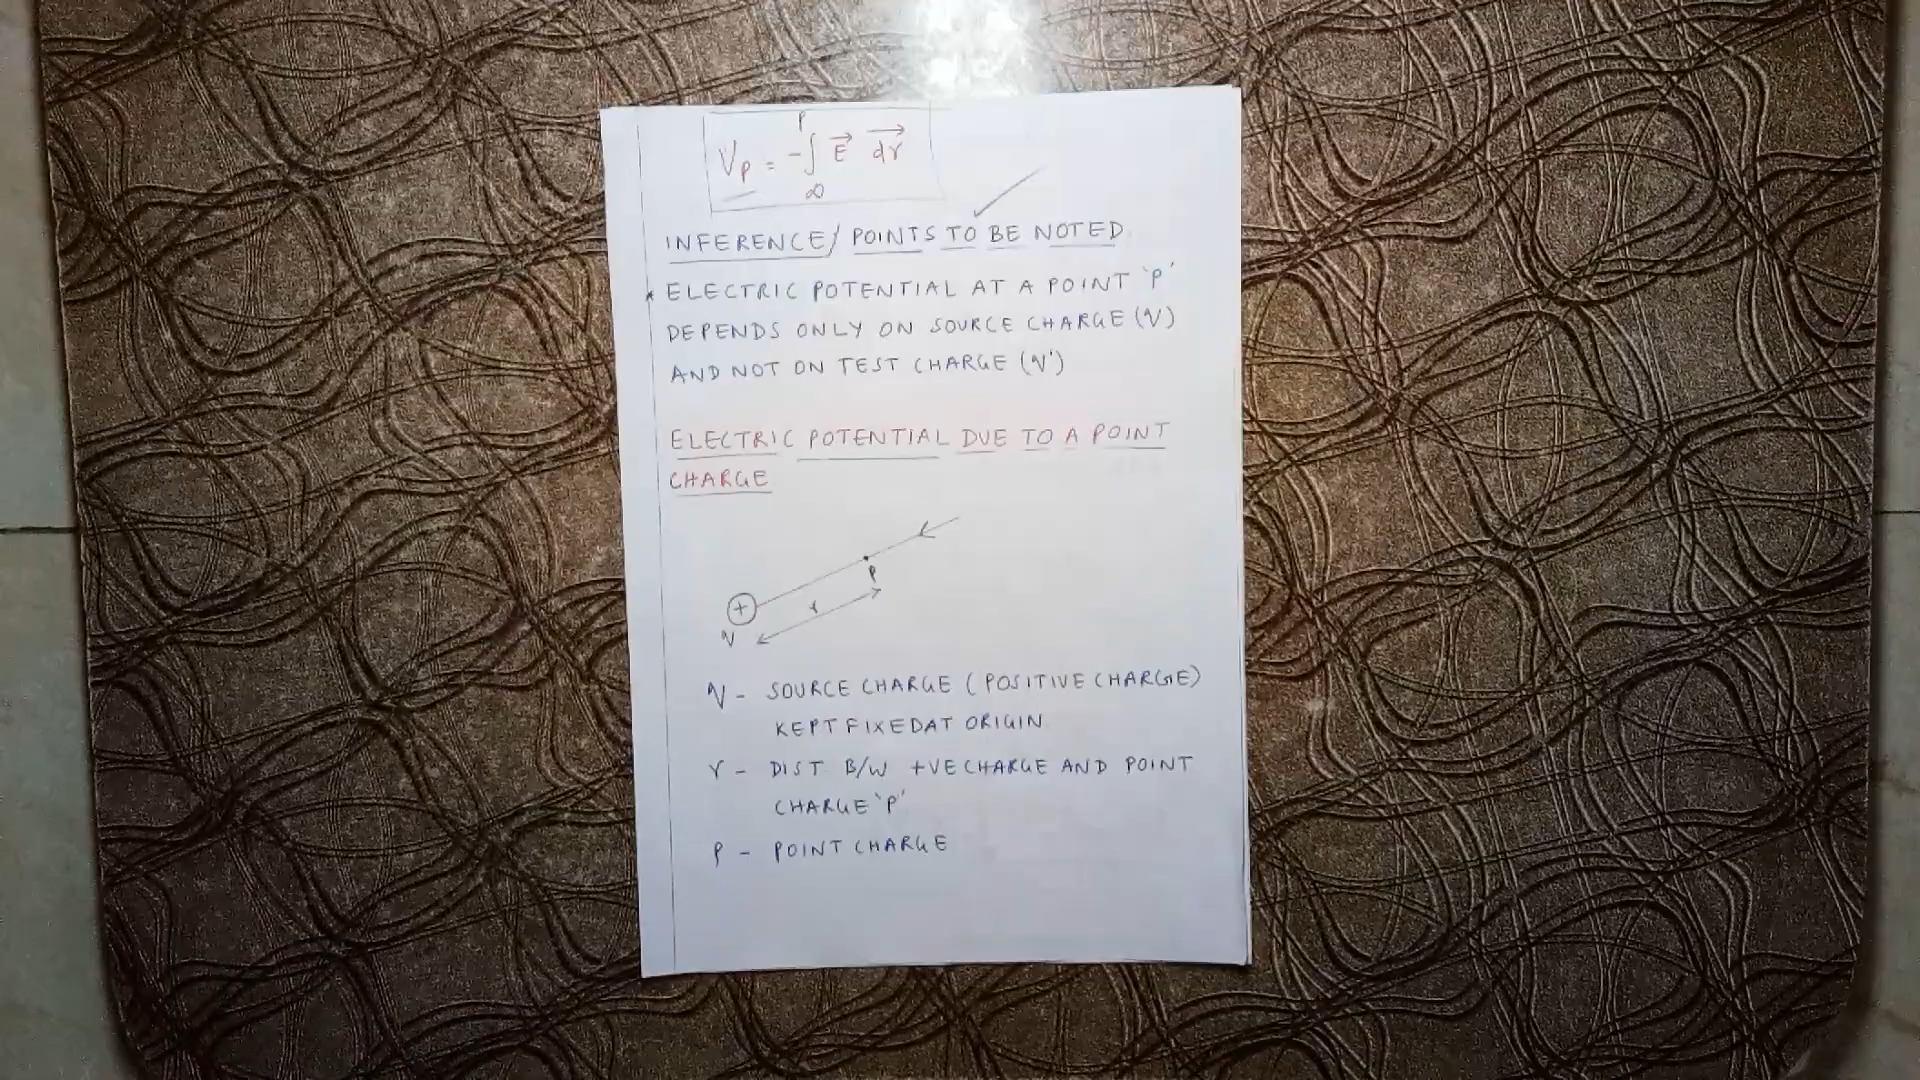 P
Vp = -∫ E⃗ dr⃗
∞
INFERENCE/ POINTS TO BE NOTED.
* ELECTRIC POTENTIAL AT A POINT 'P'
DEPENDS ONLY ON SOURCE CHARGE (q)
AND NOT ON TEST CHARGE (q')
ELECTRIC POTENTIAL DUE TO A POINT
CHARGE
P
+
r
q
q - SOURCE CHARGE (POSITIVE CHARGE)
KEPT FIXED AT ORIGIN.
r - DIST B/W +VE CHARGE AND POINT
CHARGE 'P'
P - POINT CHARGE